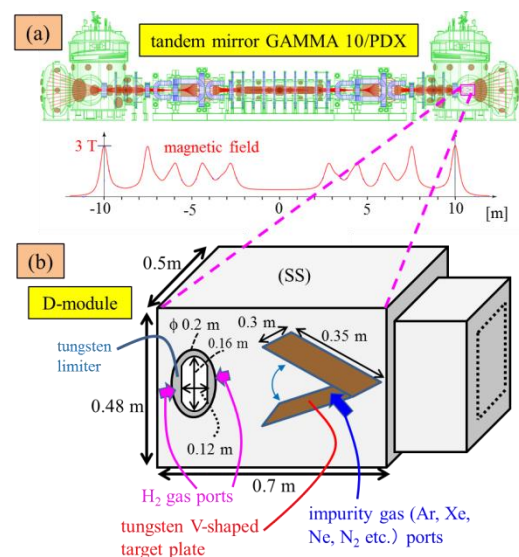 (a)
tandem mirror GAMMA 10/PDX
3 T
magnetic field
-10
-5
0
5
10
[m]
(b)
0.5m
(SS)
D-module
tungsten
limiter
ϕ 0.2 m
0.16 m
0.3 m
0.35 m
0.48 m
0.12 m
0.7 m
H₂ gas ports
tungsten V-shaped
target plate
impurity gas (Ar, Xe,
Ne, N₂ etc.) ports